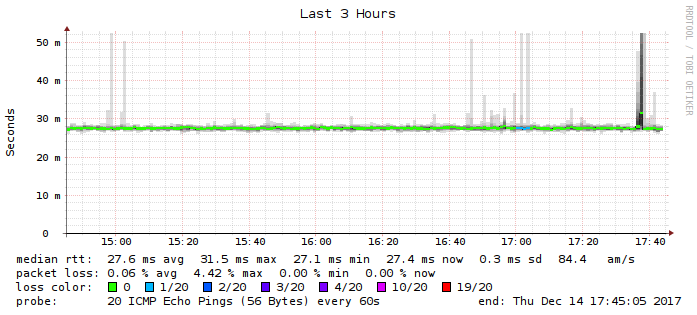 Last 3 Hours
RRDTOOL / TOBI OETIKER
Seconds
50 m
40 m
30 m
20 m
10 m
0
15:00 15:20 15:40 16:00 16:20 16:40 17:00 17:20 17:40
median rtt: 27.6 ms avg 31.5 ms max 27.1 ms min 27.4 ms now 0.3 ms sd 84.4 am/s
packet loss: 0.06 % avg 4.42 % max 0.00 % min 0.00 % now
loss color: 0 1/20 2/20 3/20 4/20 10/20 19/20
probe: 20 ICMP Echo Pings (56 Bytes) every 60s end: Thu Dec 14 17:45:05 2017